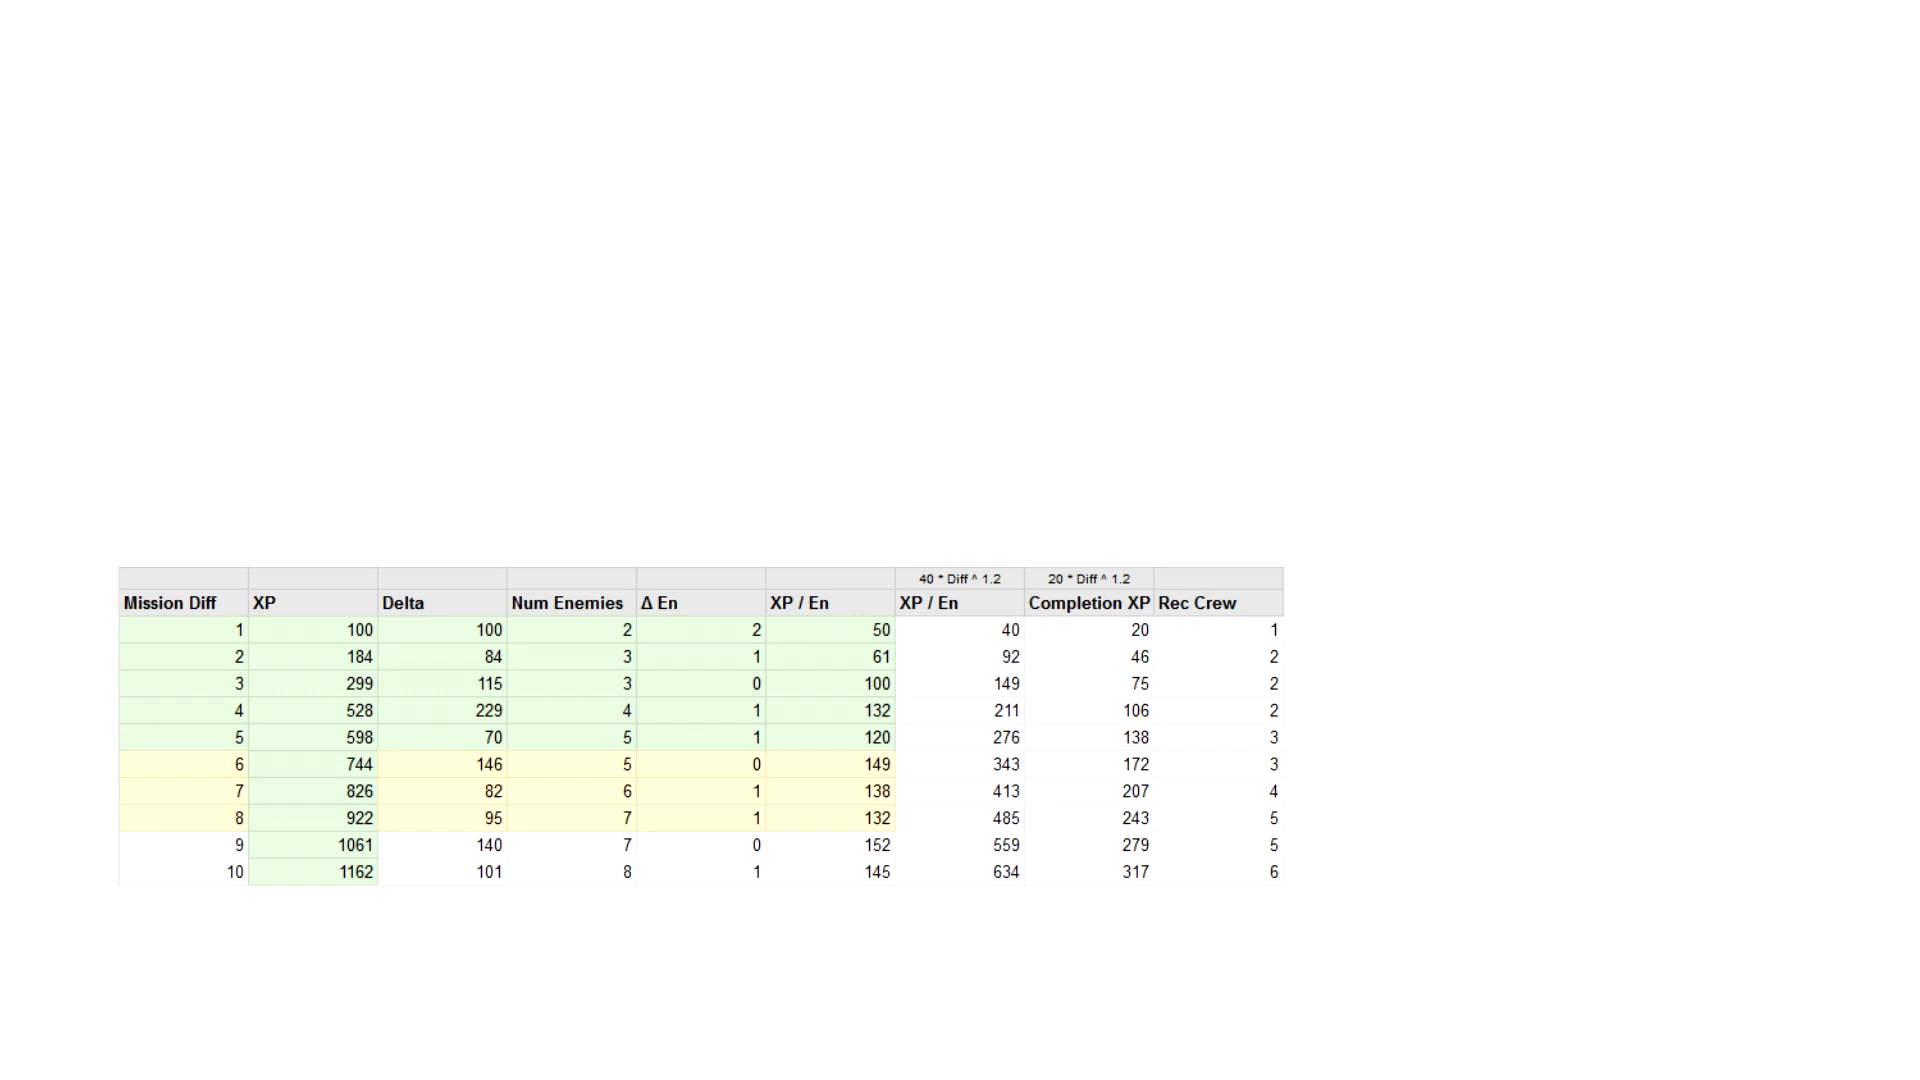 40 * Diff ^ 1.2 20 * Diff ^ 1.2
Mission Diff XP Delta Num Enemies Δ En XP / En XP / En Completion XP Rec Crew
1 100 100 2 2 50 40 20 1
2 184 84 3 1 61 92 46 2
3 299 115 3 0 100 149 75 2
4 528 229 4 1 132 211 106 2
5 598 70 5 1 120 276 138 3
6 744 146 5 0 149 343 172 3
7 826 82 6 1 138 413 207 4
8 922 95 7 1 132 485 243 5
9 1061 140 7 0 152 559 279 5
10 1162 101 8 1 145 634 317 6